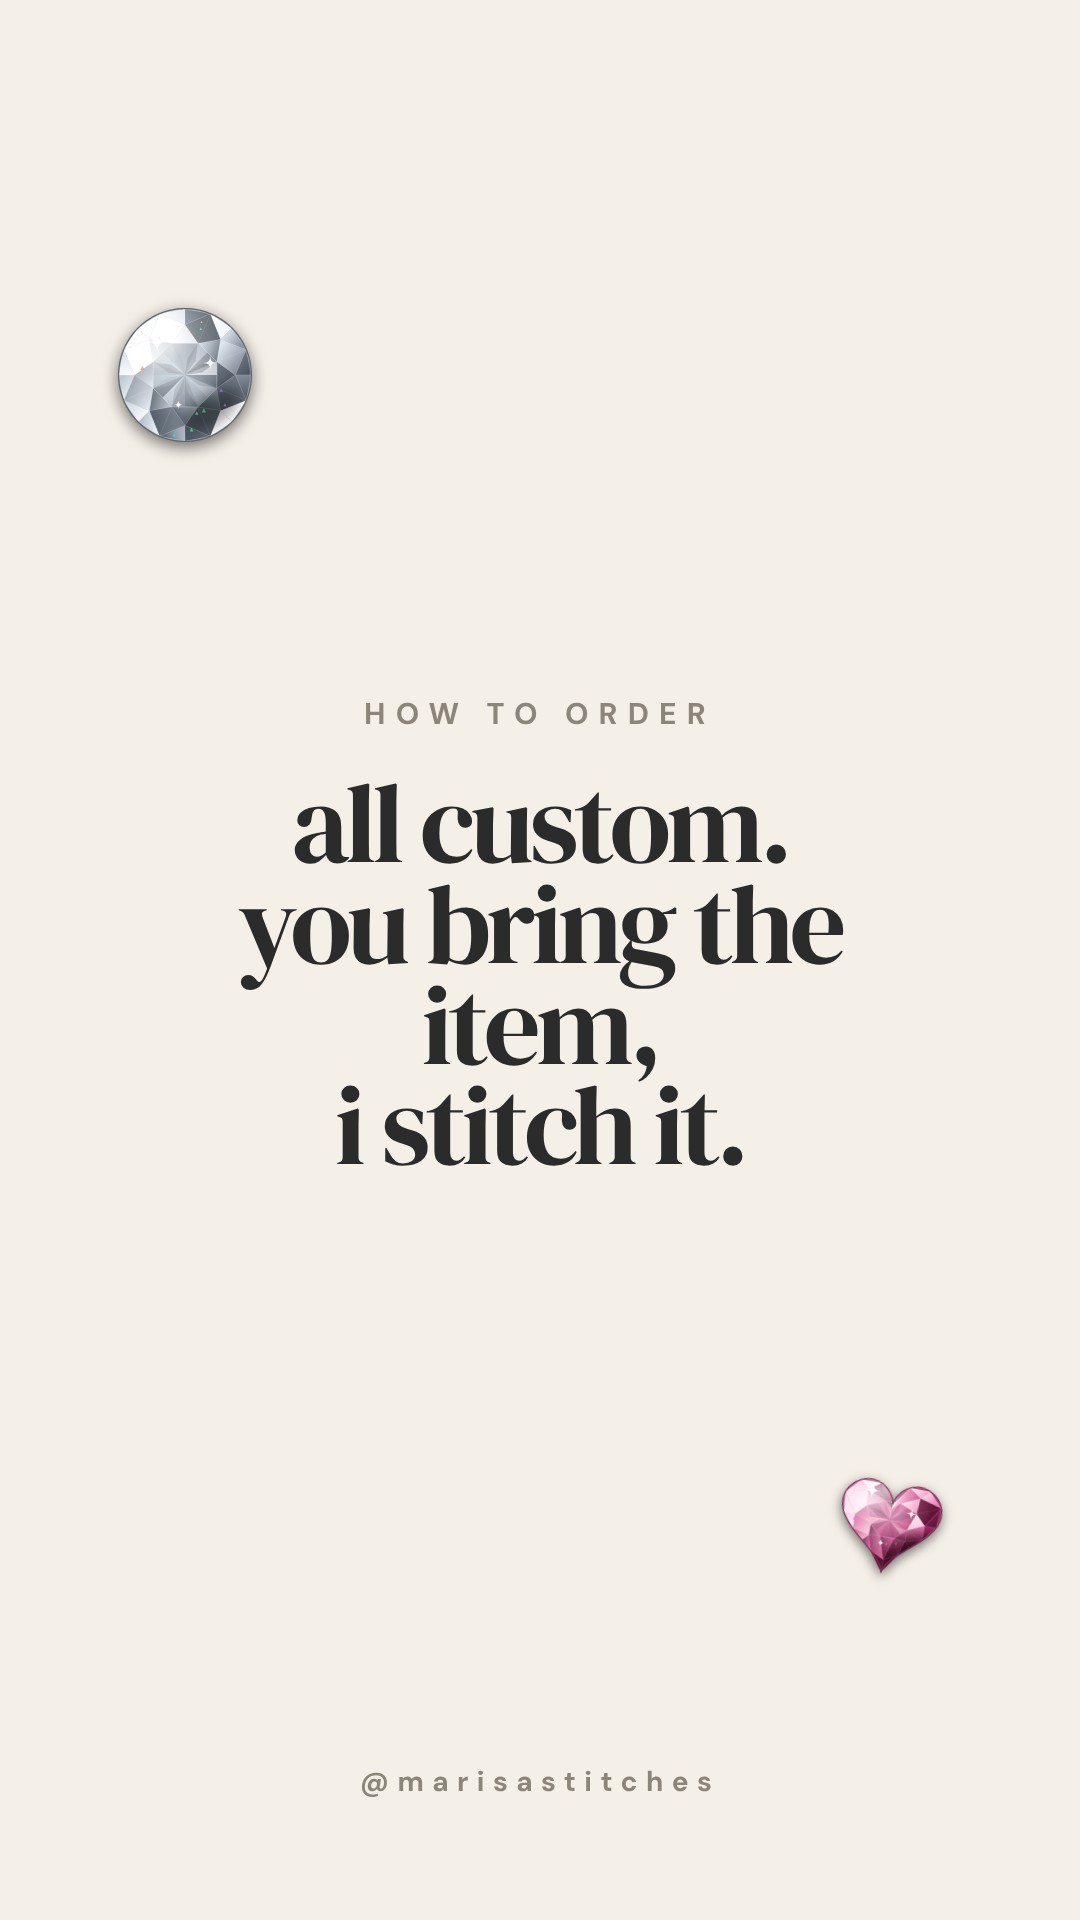 HOW TO ORDER
all custom.
you bring the
item,
i stitch it.
@marisastitches